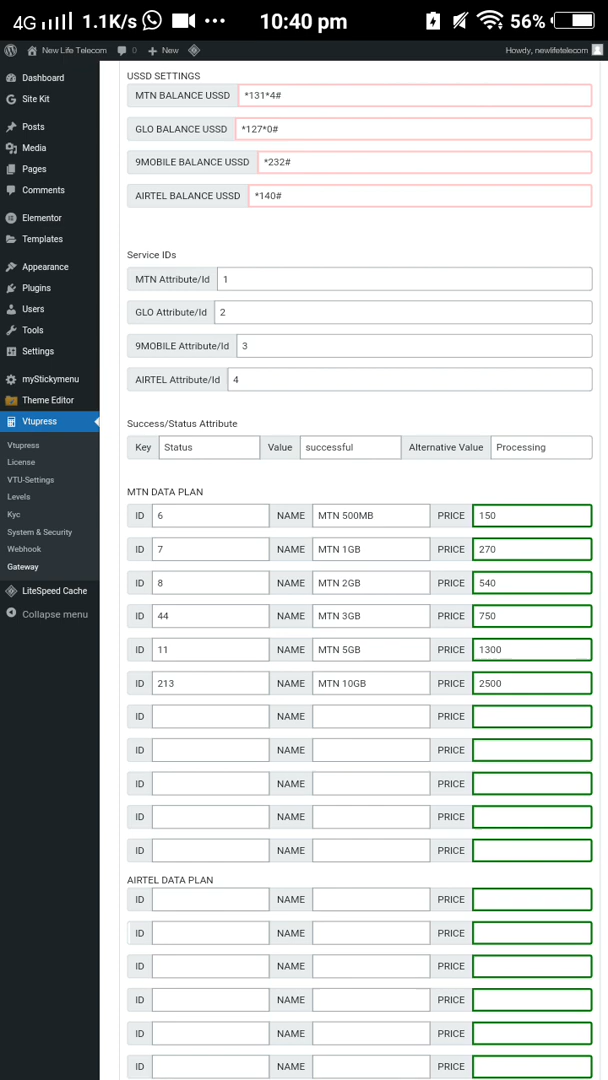 4G 1.1K/s ••• 10:40 pm 56%
New Life Telecom 0 New Howdy, newlifetelecom
Dashboard
Site Kit
Posts
Media
Pages
Comments
Elementor
Templates
Appearance
Plugins
Users
Tools
Settings
myStickymenu
Theme Editor
Vtupress
Vtupress
License
VTU-Settings
Levels
Kyc
System & Security
Webhook
Gateway
LiteSpeed Cache
Collapse menu
USSD SETTINGS
MTN BALANCE USSD *131*4#
GLO BALANCE USSD *127*0#
9MOBILE BALANCE USSD *232#
AIRTEL BALANCE USSD *140#
Service IDs
MTN Attribute/Id 1
GLO Attribute/Id 2
9MOBILE Attribute/Id 3
AIRTEL Attribute/Id 4
Success/Status Attribute
Key Status Value successful Alternative Value Processing
MTN DATA PLAN
ID 6 NAME MTN 500MB PRICE 150
ID 7 NAME MTN 1GB PRICE 270
ID 8 NAME MTN 2GB PRICE 540
ID 44 NAME MTN 3GB PRICE 750
ID 11 NAME MTN 5GB PRICE 1300
ID 213 NAME MTN 10GB PRICE 2500
ID NAME PRICE
ID NAME PRICE
ID NAME PRICE
ID NAME PRICE
ID NAME PRICE
AIRTEL DATA PLAN
ID NAME PRICE
ID NAME PRICE
ID NAME PRICE
ID NAME PRICE
ID NAME PRICE
ID NAME PRICE